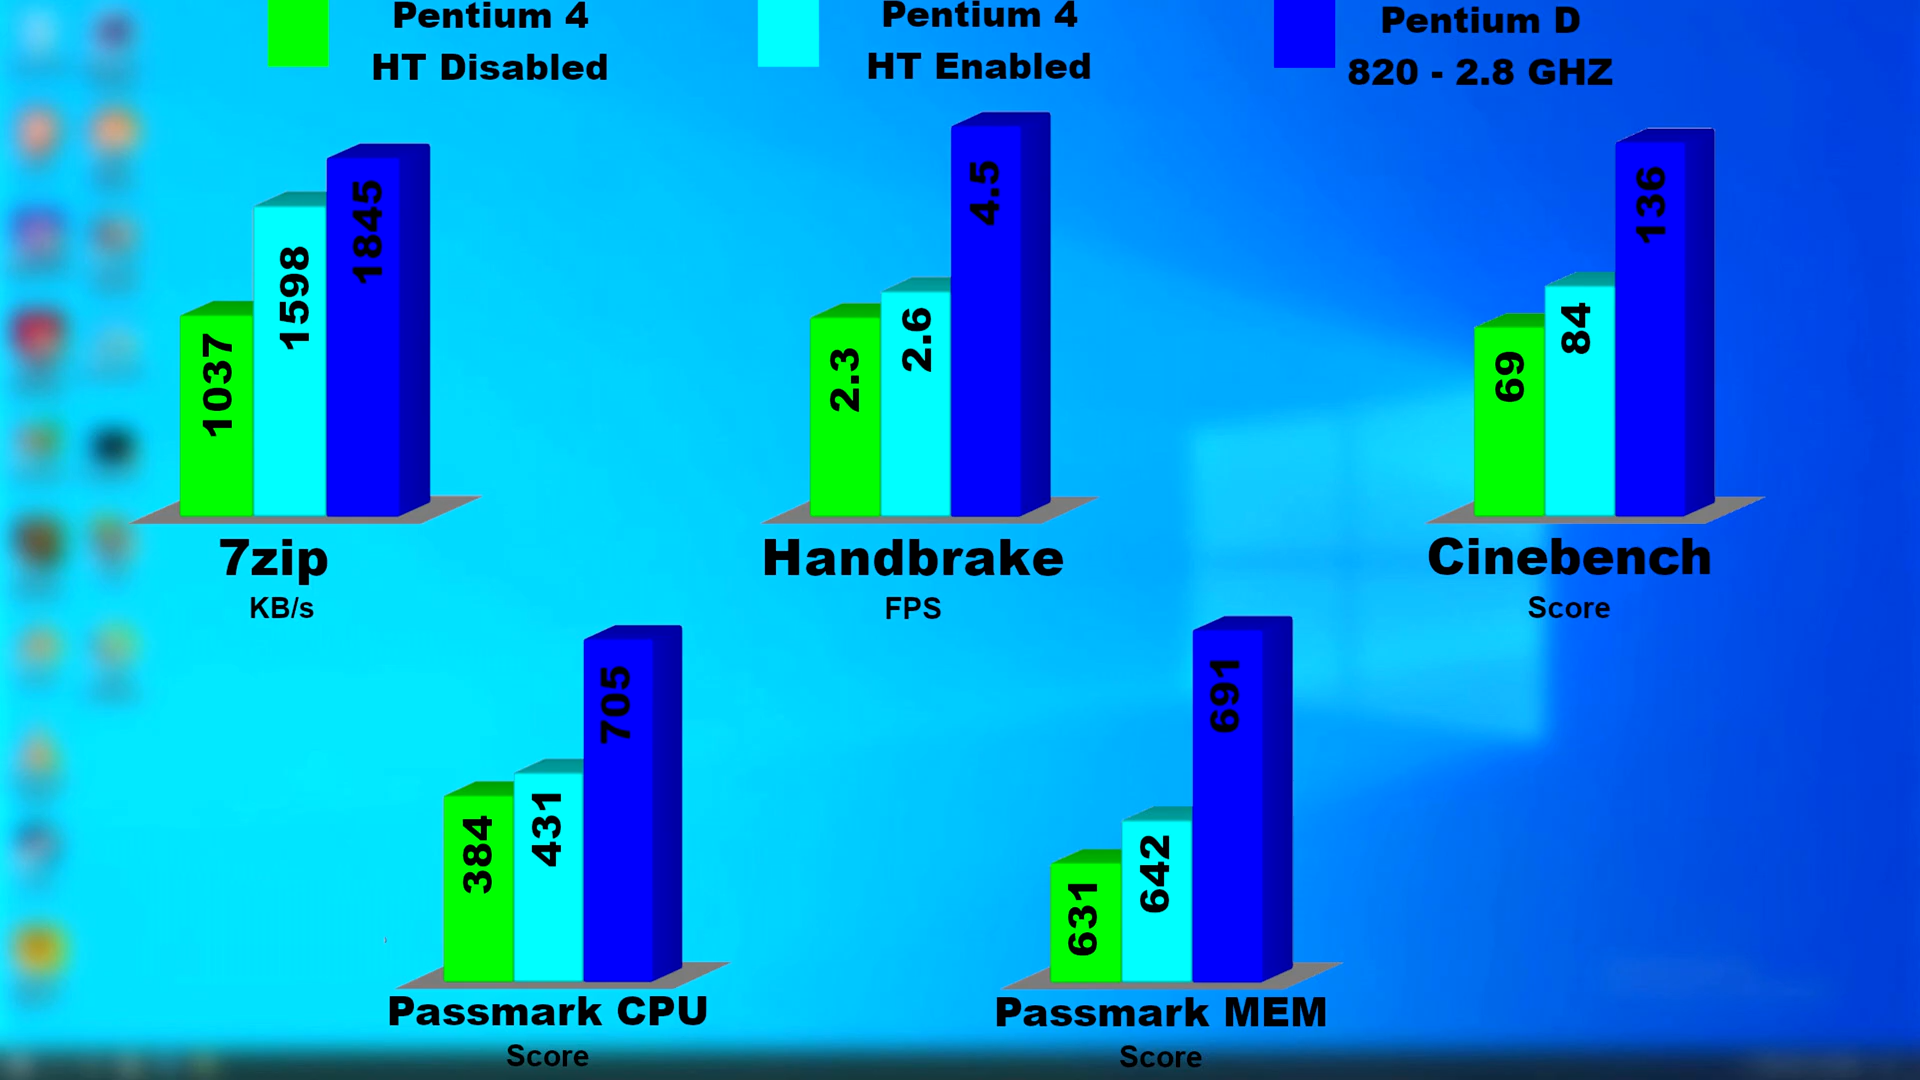 Pentium 4
HT Disabled
Pentium 4
HT Enabled
Pentium D
820 - 2.8 GHZ
1037
1598
1845
7zip
KB/s
2.3
2.6
4.5
Handbrake
FPS
69
84
136
Cinebench
Score
384
431
705
Passmark CPU
Score
631
642
691
Passmark MEM
Score